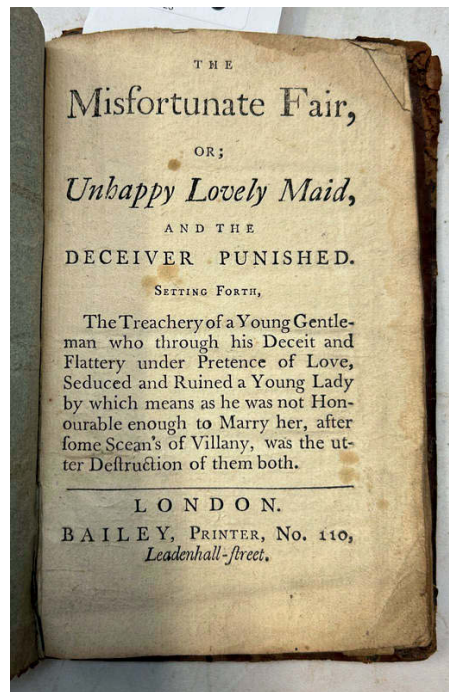 THE
Misfortunate Fair,
OR;
Unhappy Lovely Maid,
AND THE
DECEIVER PUNISHED.
SETTING FORTH,
The Treachery of a Young Gentle-
man who through his Deceit and
Flattery under Pretence of Love,
Seduced and Ruined a Young Lady
by which means as he was not Hon-
ourable enough to Marry her, after
ſome Scean's of Villany, was the ut-
ter Deſtruction of them both.
LONDON.
BAILEY, PRINTER, No. 110,
Leadenhall-ſtreet.